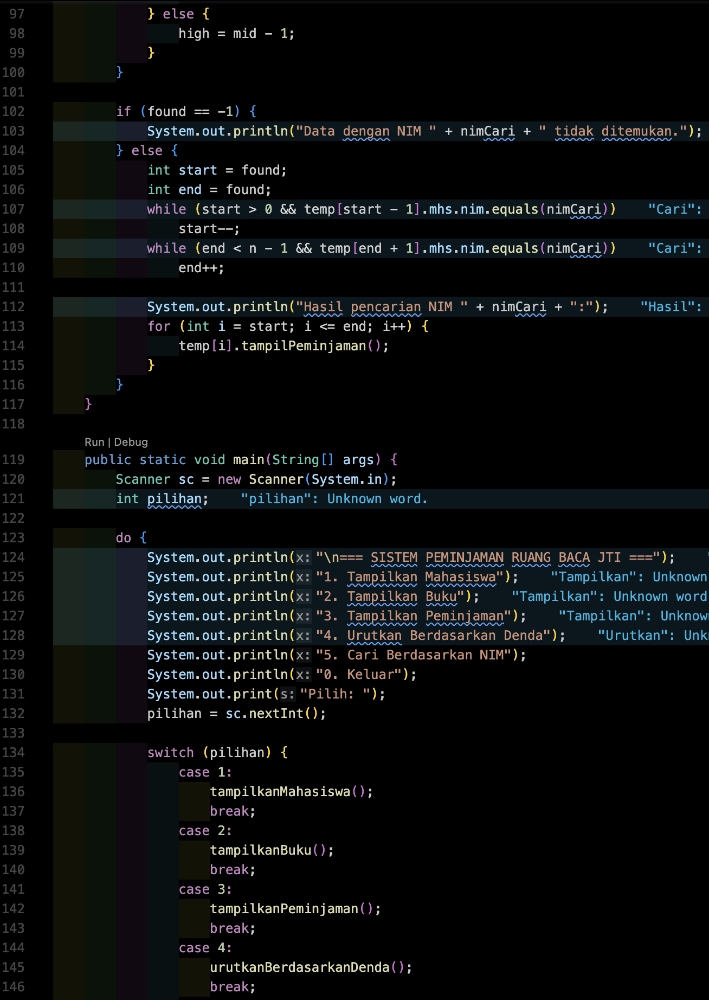 97 } else {
98 high = mid - 1;
99 }
100 }
101
102 if (found == -1) {
103 System.out.println("Data dengan NIM " + nimCari + " tidak ditemukan.");
104 } else {
105 int start = found;
106 int end = found;
107 while (start > 0 && temp[start - 1].mhs.nim.equals(nimCari)) "Cari":
108 start--;
109 while (end < n - 1 && temp[end + 1].mhs.nim.equals(nimCari)) "Cari":
110 end++;
111
112 System.out.println("Hasil pencarian NIM " + nimCari + ":"); "Hasil":
113 for (int i = start; i <= end; i++) {
114 temp[i].tampilPeminjaman();
115 }
116 }
117 }
118
Run | Debug
119 public static void main(String[] args) {
120 Scanner sc = new Scanner(System.in);
121 int pilihan; "pilihan": Unknown word.
122
123 do {
124 System.out.println(x: "\n=== SISTEM PEMINJAMAN RUANG BACA JTI ==="); "
125 System.out.println(x: "1. Tampilkan Mahasiswa"); "Tampilkan": Unknown
126 System.out.println(x: "2. Tampilkan Buku"); "Tampilkan": Unknown word
127 System.out.println(x: "3. Tampilkan Peminjaman"); "Tampilkan": Unknown
128 System.out.println(x: "4. Urutkan Berdasarkan Denda"); "Urutkan": Unk
129 System.out.println(x: "5. Cari Berdasarkan NIM");
130 System.out.println(x: "0. Keluar");
131 System.out.print(s: "Pilih: ");
132 pilihan = sc.nextInt();
133
134 switch (pilihan) {
135 case 1:
136 tampilkanMahasiswa();
137 break;
138 case 2:
139 tampilkanBuku();
140 break;
141 case 3:
142 tampilkanPeminjaman();
143 break;
144 case 4:
145 urutkanBerdasarkanDenda();
146 break;